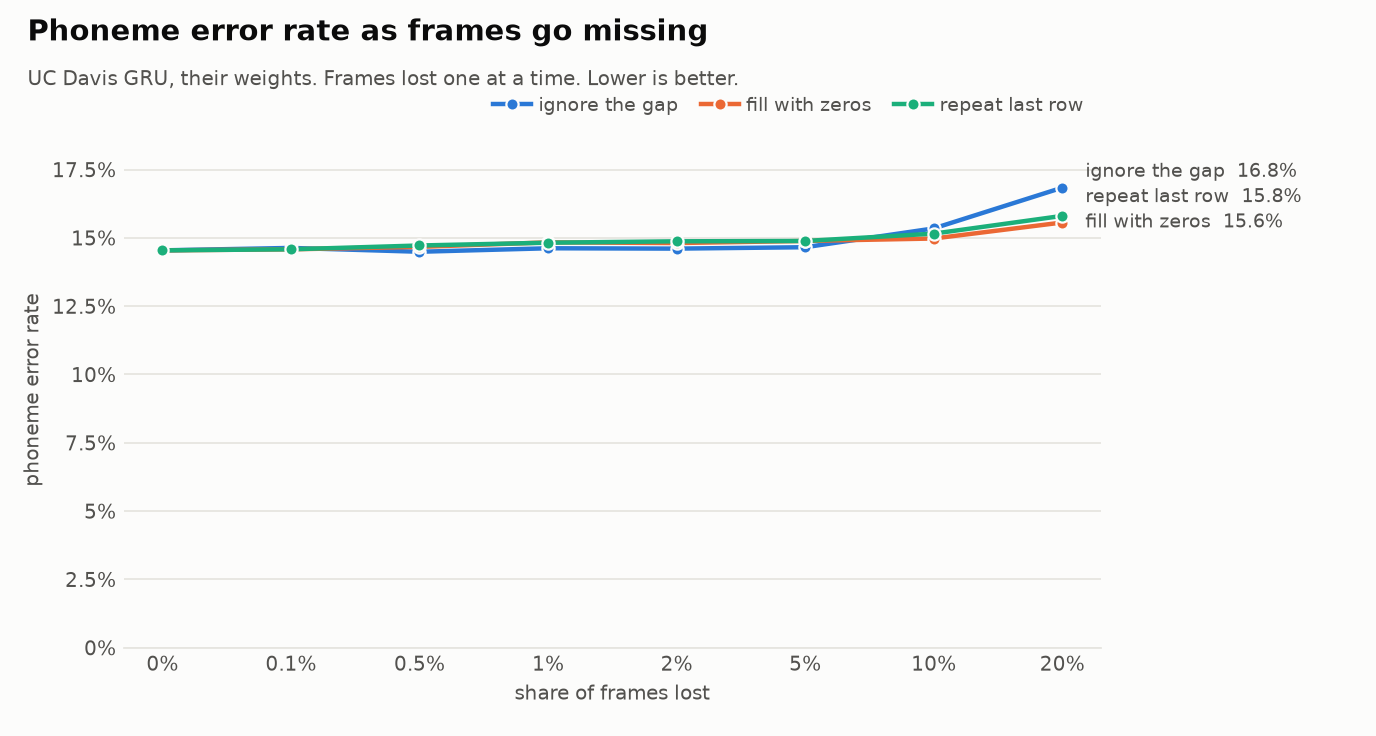 Phoneme error rate as frames go missing
UC Davis GRU, their weights. Frames lost one at a time. Lower is better.
ignore the gap fill with zeros repeat last row
17.5%
15%
12.5%
10%
7.5%
5%
2.5%
0%
phoneme error rate
ignore the gap 16.8%
repeat last row 15.8%
fill with zeros 15.6%
0% 0.1% 0.5% 1% 2% 5% 10% 20%
share of frames lost